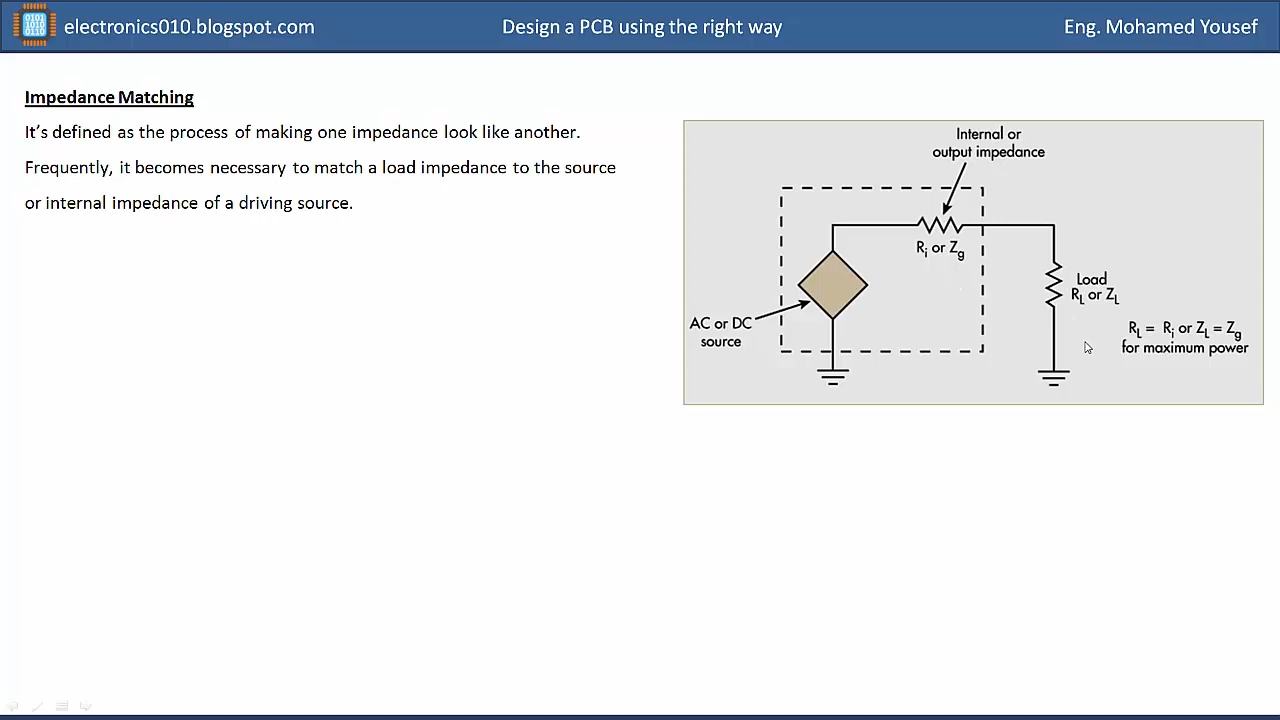 0101
1010
0110
electronics010.blogspot.com
Design a PCB using the right way
Eng. Mohamed Yousef
Impedance Matching
It's defined as the process of making one impedance look like another.
Frequently, it becomes necessary to match a load impedance to the source
or internal impedance of a driving source.
Internal or
output impedance
Ri or Zg
AC or DC
source
Load
RL or ZL
RL = Ri or ZL = Zg
for maximum power